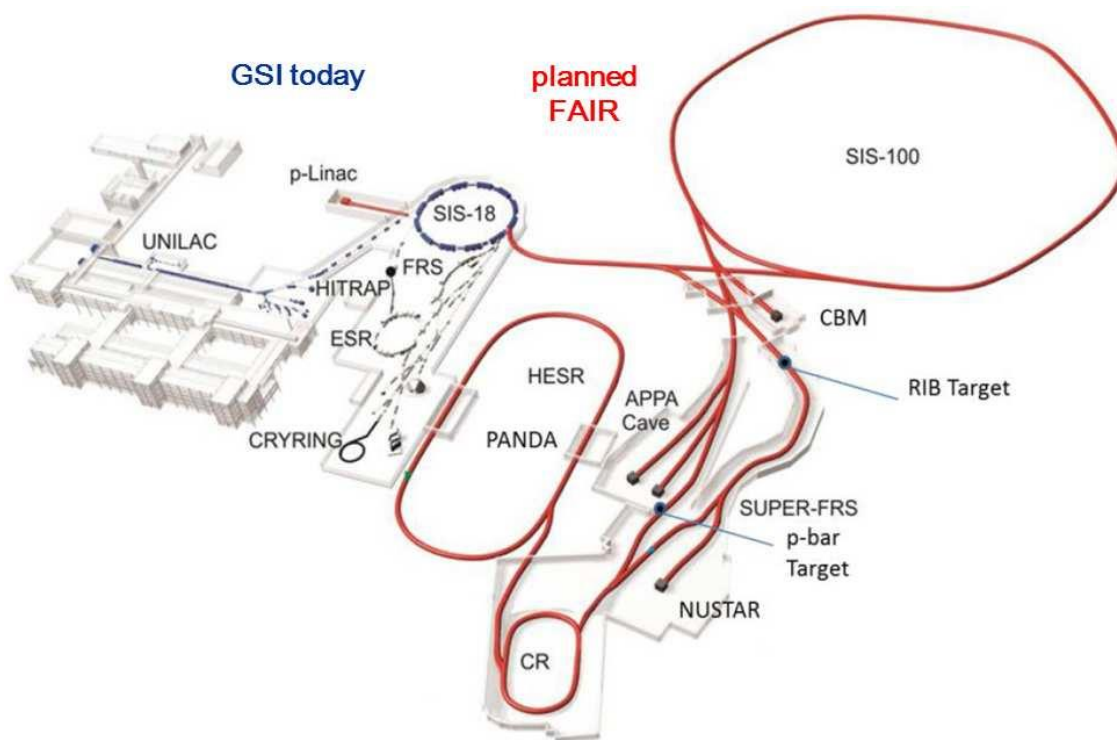 GSI today
planned
FAIR
SIS-100
p-Linac
SIS-18
UNILAC
FRS
HITRAP
ESR
CBM
HESR
RIB Target
APPA
Cave
CRYRING
PANDA
SUPER-FRS
p-bar
Target
NUSTAR
CR